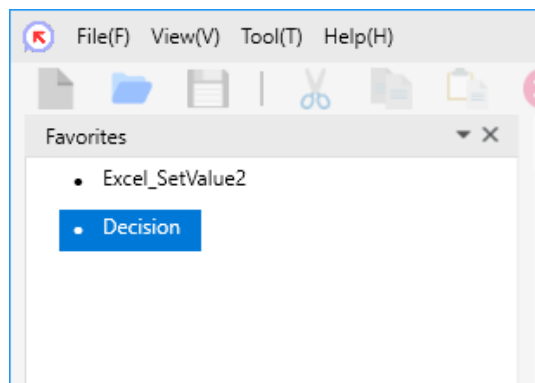 File(F) View(V) Tool(T) Help(H)
Favorites
Excel_SetValue2
Decision